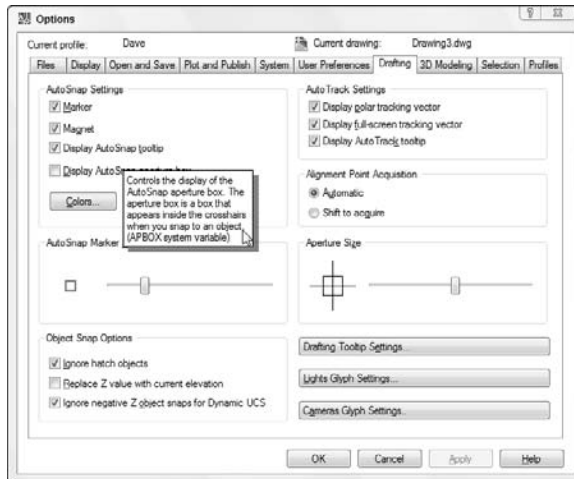 Options
Current profile: Dave Current drawing: Drawing3.dwg
Files Display Open and Save Plot and Publish System User Preferences Drafting 3D Modeling Selection Profiles
AutoSnap Settings
Marker
Magnet
Display AutoSnap tooltip
Display AutoSnap aperture box
Colors...
Controls the display of the
AutoSnap aperture box. The
aperture box is a box that
appears inside the crosshairs
when you snap to an object.
(APBOX system variable)
AutoSnap Marker
Object Snap Options
Ignore hatch objects
Replace Z value with current elevation
Ignore negative Z object snaps for Dynamic UCS
AutoTrack Settings
Display polar tracking vector
Display full-screen tracking vector
Display AutoTrack tooltip
Alignment Point Acquisition
Automatic
Shift to acquire
Aperture Size
Drafting Tooltip Settings...
Lights Glyph Settings...
Cameras Glyph Settings...
OK Cancel Apply Help